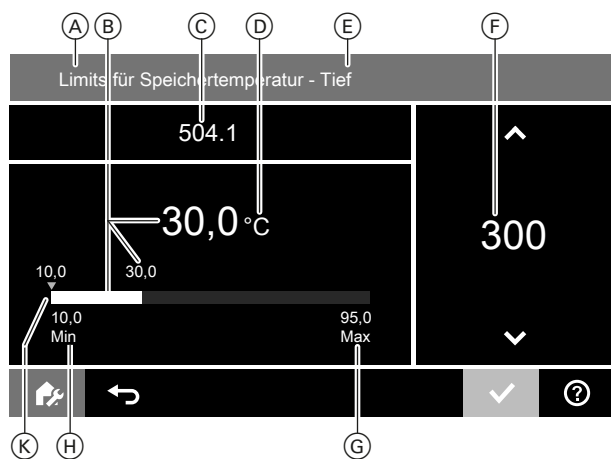 A B C D E F
Limits für Speichertemperatur - Tief
504.1
30,0 °C
300
10,0 30,0
10,0 95,0
Min Max
?
K H G